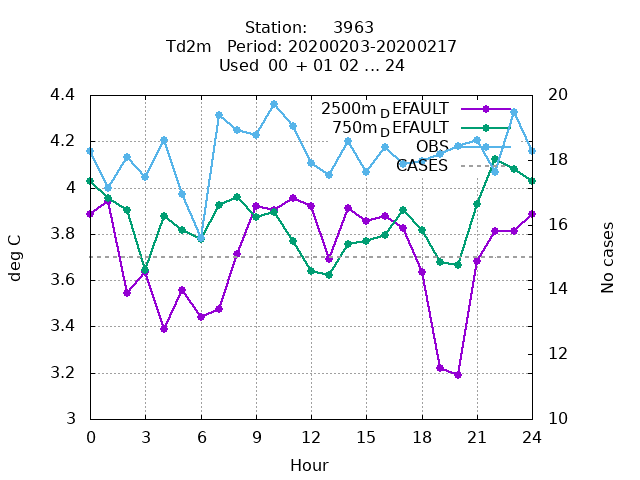 Station: 3963
Td2m Period: 20200203-20200217
Used 00 + 01 02 ... 24
4.4
4.2
4
3.8
3.6
3.4
3.2
3
deg C
2500m_DEFAULT
750m_DEFAULT
OBS
CASES
20
18
16
14
12
10
No cases
0 3 6 9 12 15 18 21 24
Hour